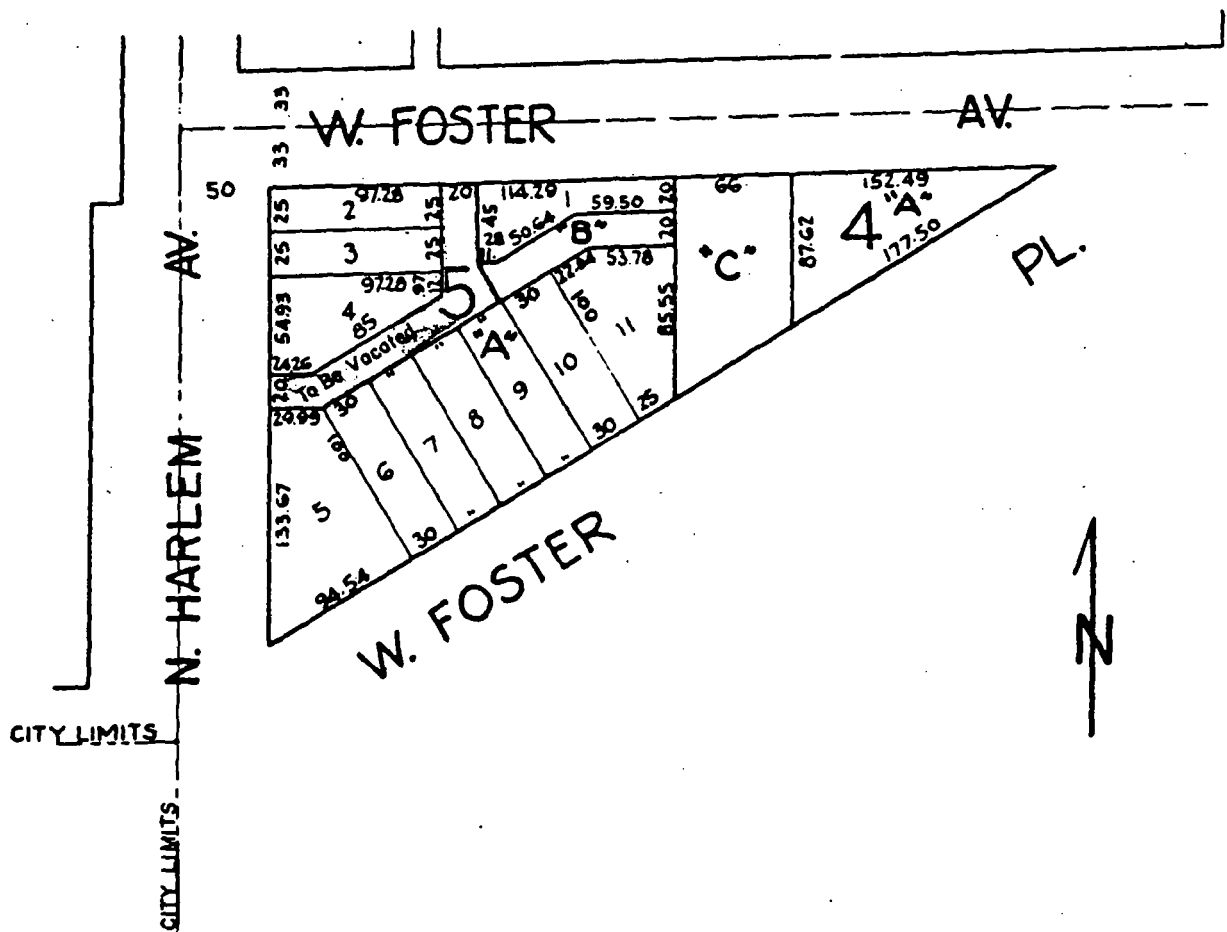 33
W. FOSTER AV.
33
50
97.28 20 114.29 66 152.49
25 2 25 45 1 59.50 20 4 "A"
25 3 25 28 50.64 "B" 20 "C" 87.62 177.50
PL.
AV.
97.28 5 22.64 53.78
54.93 4 85 30 100 85.55
24.26 To Be Vacated " " "A" 11
20 " 10
29.99 30 9 25
100 8 30
7 "
6 "
133.67 5 "
30
94.54
N. HARLEM
W. FOSTER
N
CITY LIMITS
CITY LIMITS